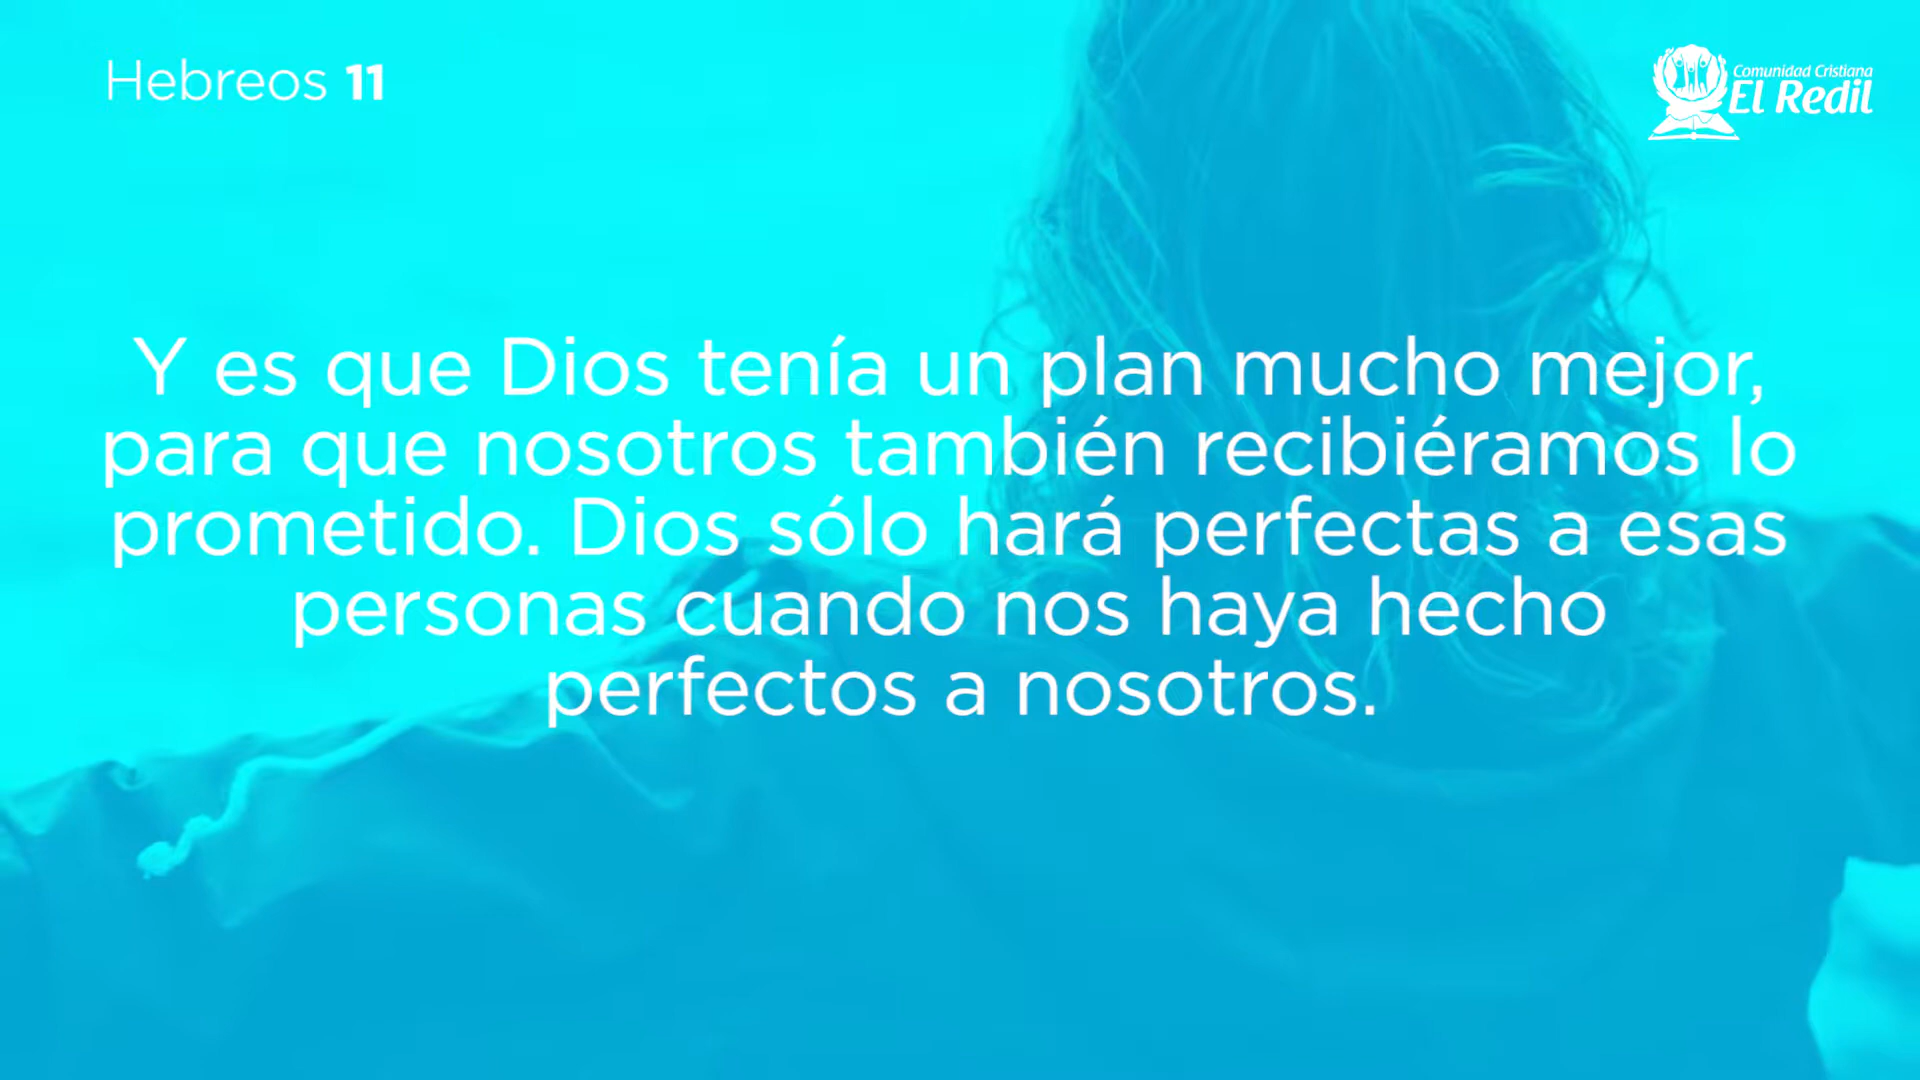 Hebreos 11
Comunidad Cristiana
El Redil
Y es que Dios tenía un plan mucho mejor,
para que nosotros también recibiéramos lo
prometido. Dios sólo hará perfectas a esas
personas cuando nos haya hecho
perfectos a nosotros.